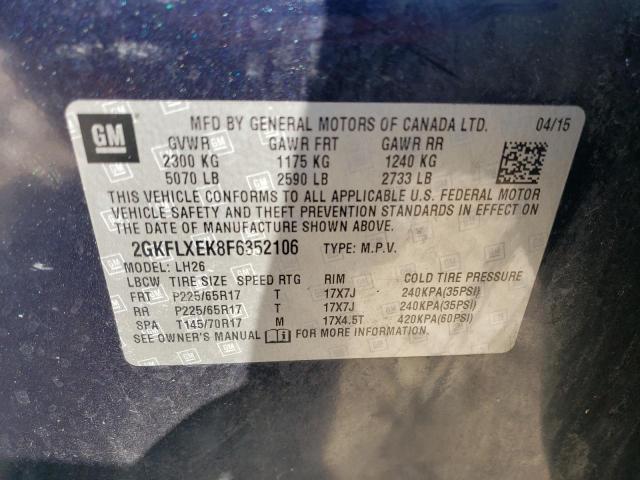 GM
MFD BY GENERAL MOTORS OF CANADA LTD. 04/15
GVWR GAWR FRT GAWR RR
2300 KG 1175 KG 1240 KG
5070 LB 2590 LB 2733 LB
THIS VEHICLE CONFORMS TO ALL APPLICABLE U.S. FEDERAL MOTOR
VEHICLE SAFETY AND THEFT PREVENTION STANDARDS IN EFFECT ON
THE DATE OF MANUFACTURE SHOWN ABOVE.
2GKFLXEK8F6352106 TYPE: M.P.V.
MODEL: LH26
LBCW TIRE SIZE SPEED RTG RIM COLD TIRE PRESSURE
FRT P225/65R17 T 17X7J 240KPA(35PSI)
RR P225/65R17 T 17X7J 240KPA(35PSI)
SPA T145/70R17 M 17X4.5T 420KPA(60PSI)
SEE OWNER'S MANUAL FOR MORE INFORMATION.